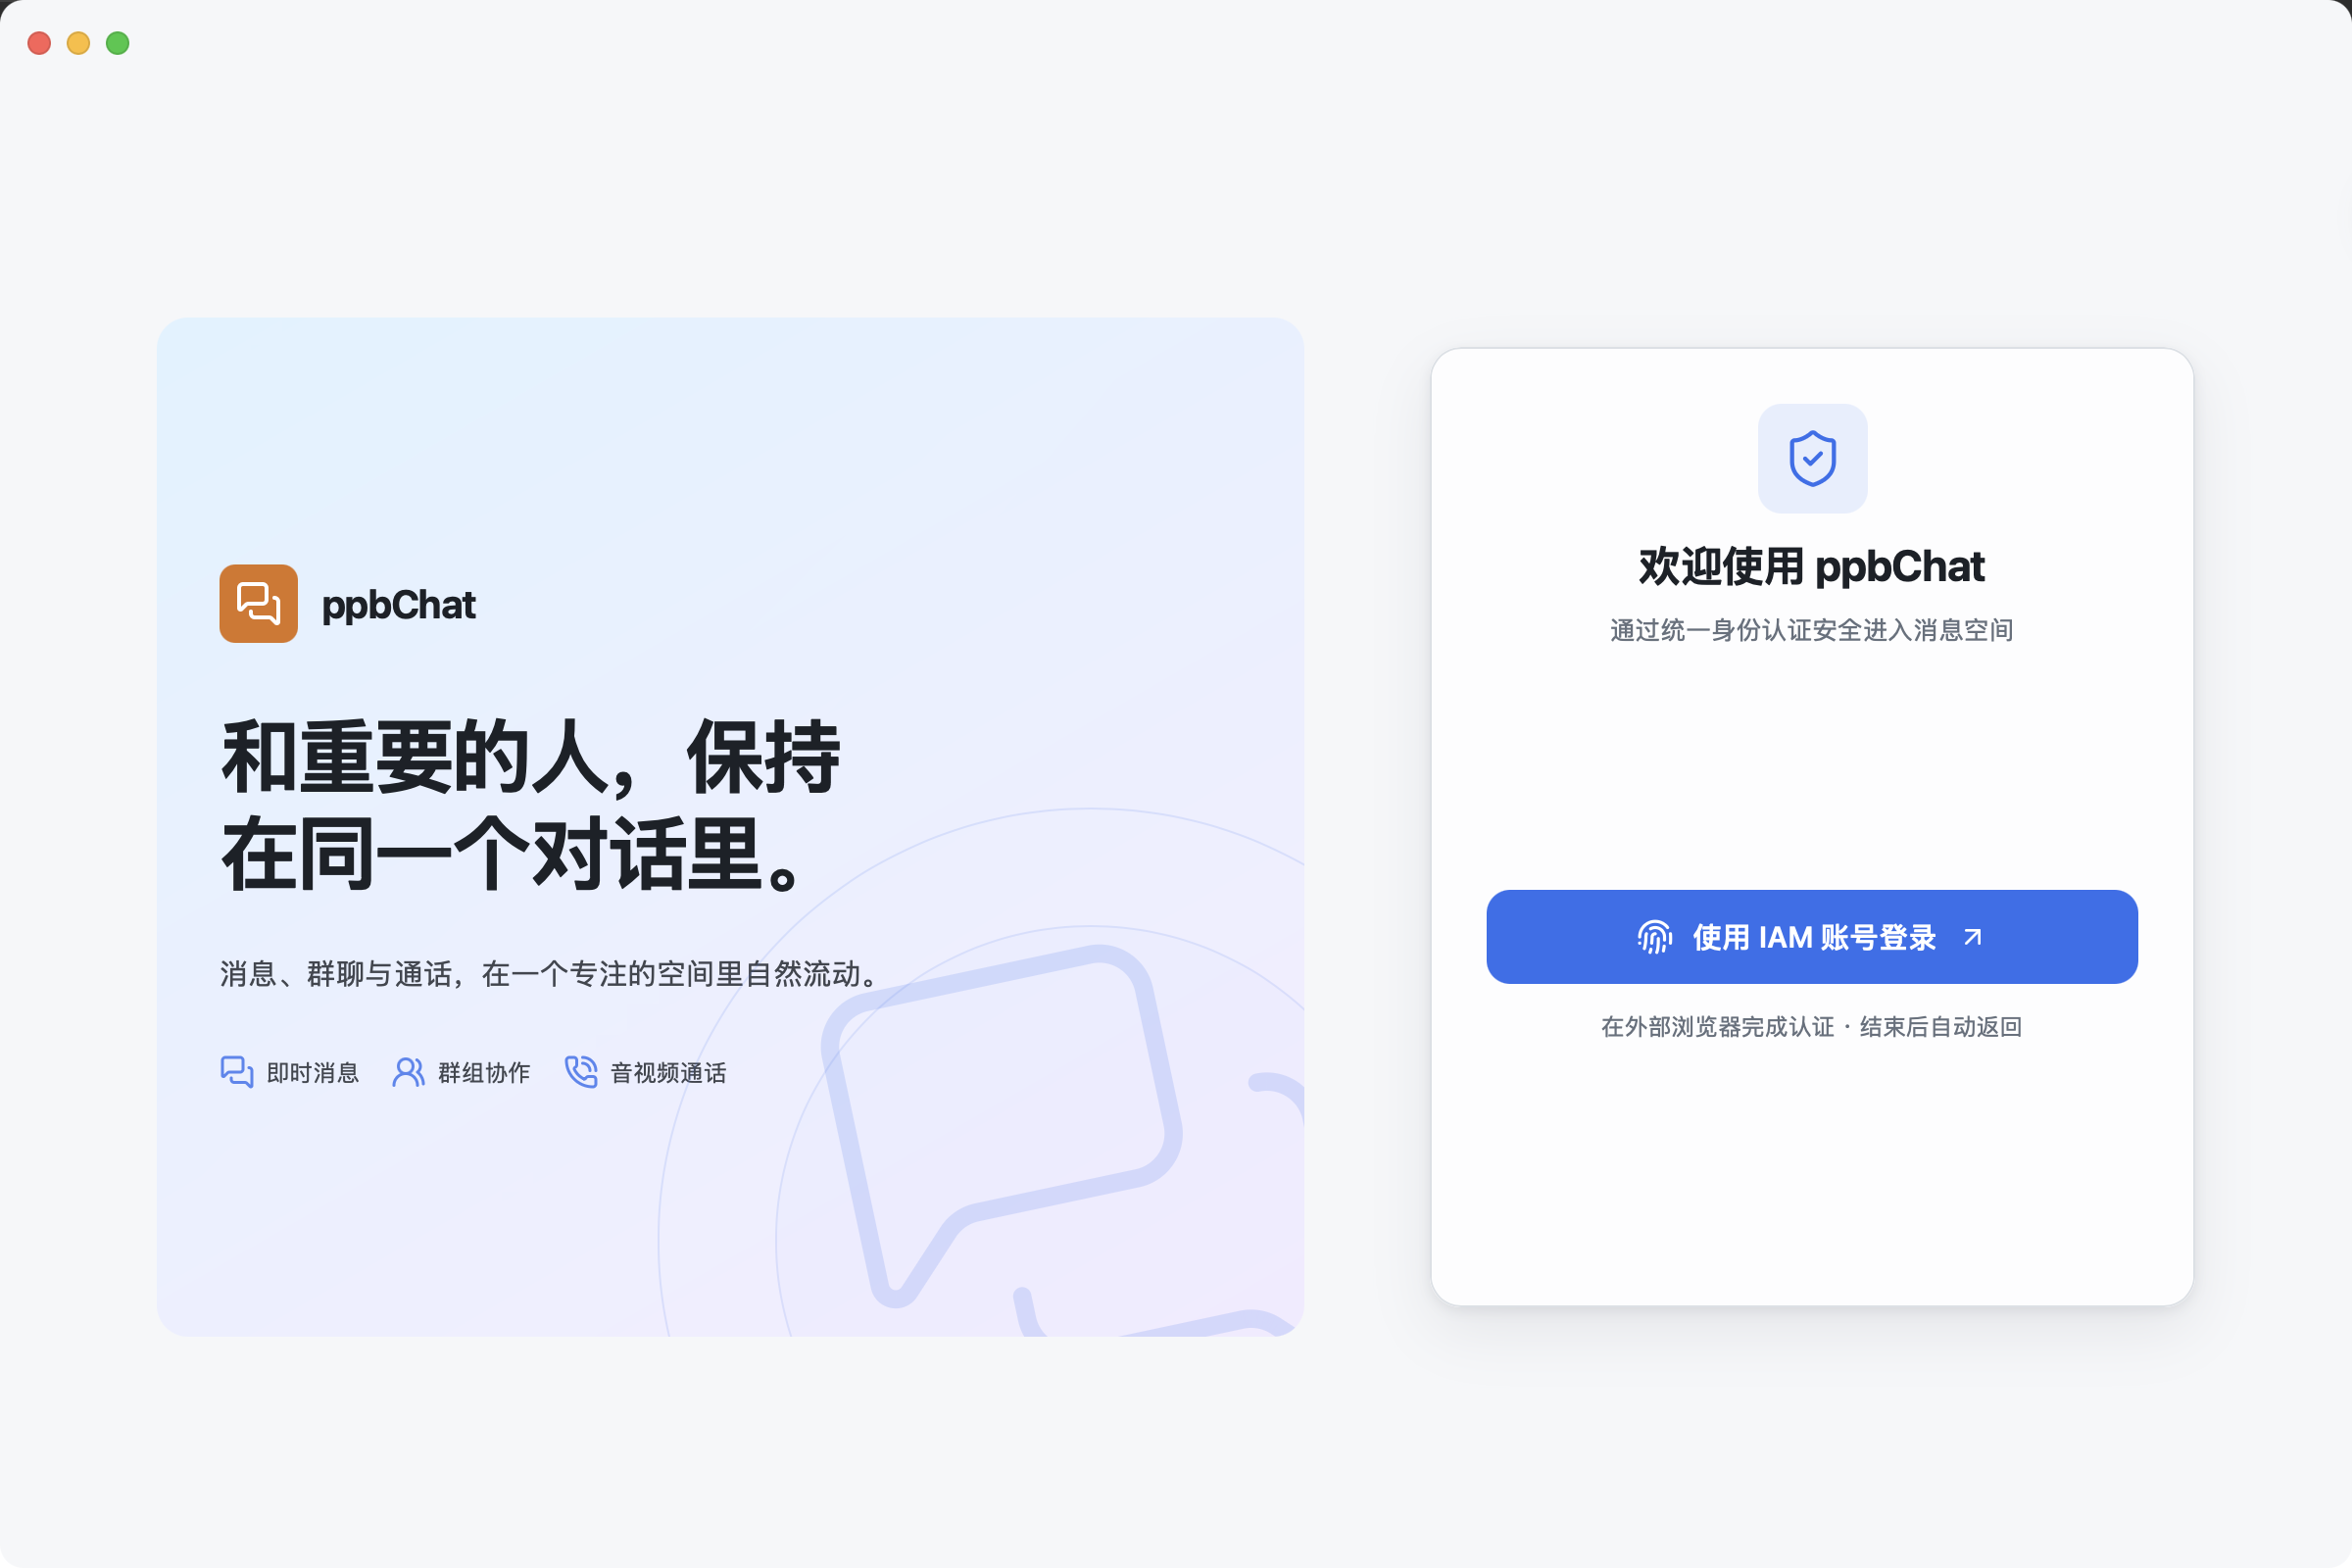 ppbChat
和重要的人，保持
在同一个对话里。
消息、群聊与通话，在一个专注的空间里自然流动。
即时消息 群组协作 音视频通话
欢迎使用 ppbChat
通过统一身份认证安全进入消息空间
使用 IAM 账号登录
在外部浏览器完成认证 · 结束后自动返回